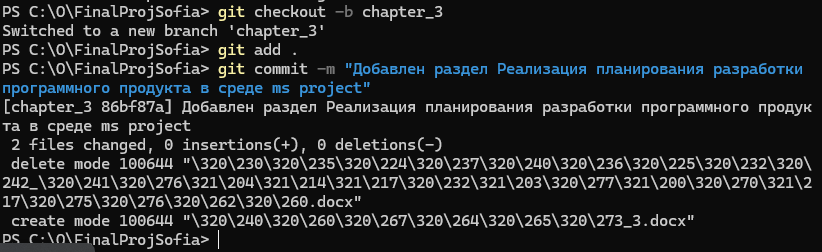 PS C:\O\FinalProjSofia> git checkout -b chapter_3
Switched to a new branch 'chapter_3'
PS C:\O\FinalProjSofia> git add .
PS C:\O\FinalProjSofia> git commit -m "Добавлен раздел Реализация планирования разработки
программного продукта в среде ms project"
[chapter_3 86bf87a] Добавлен раздел Реализация планирования разработки программного продук
та в среде ms project
 2 files changed, 0 insertions(+), 0 deletions(-)
 delete mode 100644 "\320\230\320\235\320\224\320\237\320\240\320\236\320\225\320\232\320\
242_\320\241\320\276\321\204\321\214\321\217\320\232\321\203\320\277\321\200\320\270\321\2
17\320\275\320\276\320\262\320\260.docx"
 create mode 100644 "\320\240\320\260\320\267\320\264\320\265\320\273_3.docx"
PS C:\O\FinalProjSofia>